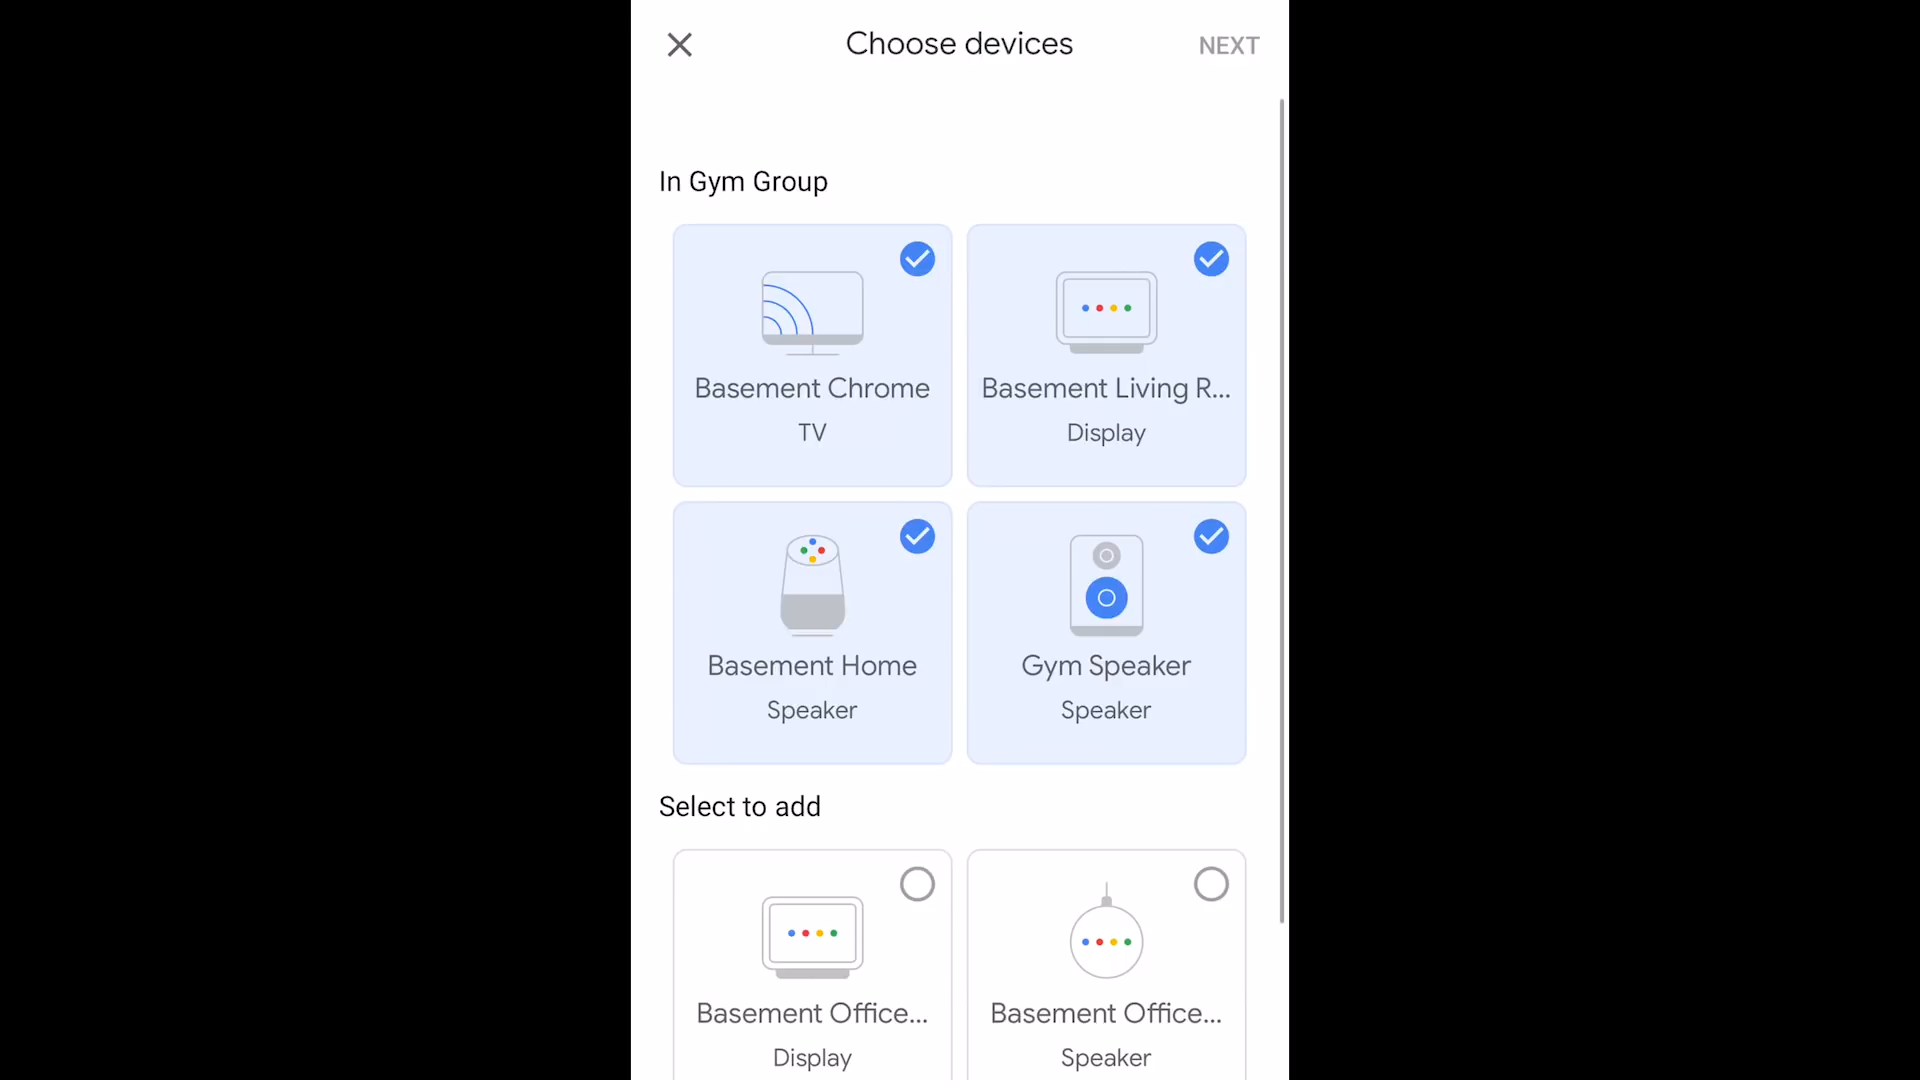 Choose devices
NEXT
In Gym Group
Basement Chrome
TV
Basement Living R...
Display
Basement Home
Speaker
Gym Speaker
Speaker
Select to add
Basement Office...
Display
Basement Office...
Speaker